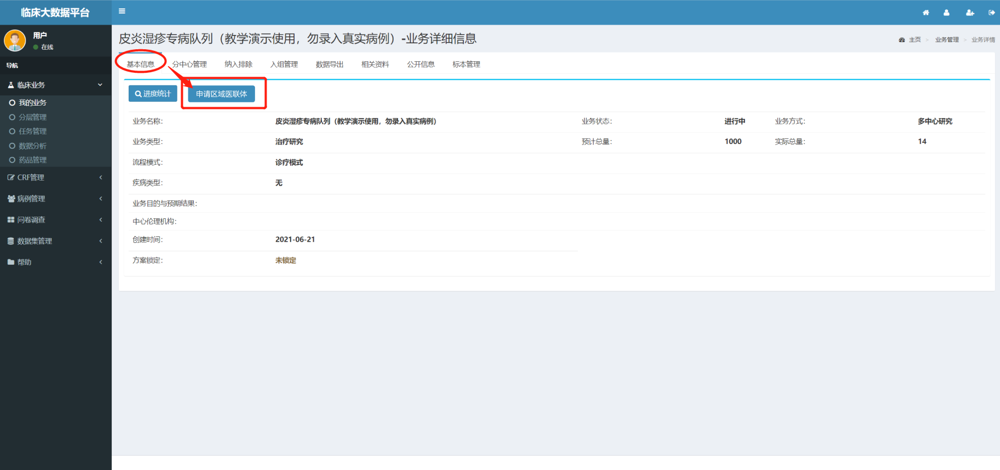 临床大数据平台
用户
在线
导航
临床业务
我的业务
分层管理
任务管理
数据分析
药品管理
CRF管理
病例管理
问卷调查
数据集管理
帮助
皮炎湿疹专病队列（教学演示使用，勿录入真实病例）-业务详细信息
主页 > 业务管理 > 业务详情
基本信息 分中心管理 纳入排除 入组管理 数据导出 相关资料 公开信息 标本管理
进度统计 申请区域医联体
业务名称: 皮炎湿疹专病队列（教学演示使用，勿录入真实病例） 业务状态: 进行中 业务方式: 多中心研究
业务类型: 治疗研究 预计总量: 1000 实际总量: 14
流程模式: 诊疗模式
疾病类型: 无
业务目的与预期结果:
中心伦理机构:
创建时间: 2021-06-21
方案锁定: 未锁定